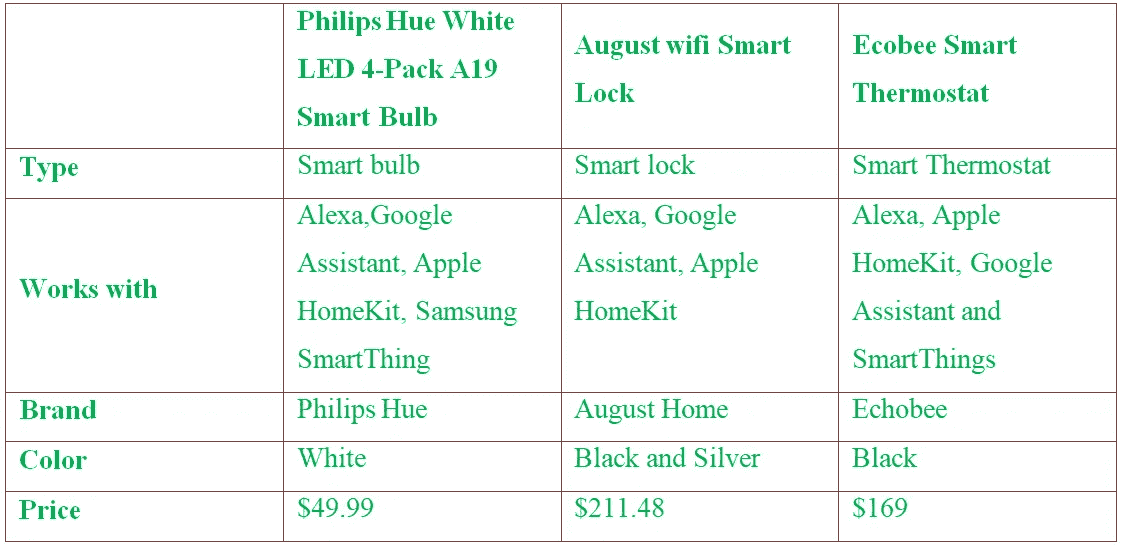 Philips Hue White
LED 4-Pack A19
Smart Bulb
August wifi Smart
Lock
Ecobee Smart
Thermostat
Type
Smart bulb
Smart lock
Smart Thermostat
Works with
Alexa,Google
Assistant, Apple
HomeKit, Samsung
SmartThing
Alexa, Google
Assistant, Apple
HomeKit
Alexa, Apple
HomeKit, Google
Assistant and
SmartThings
Brand
Philips Hue
August Home
Echobee
Color
White
Black and Silver
Black
Price
$49.99
$211.48
$169